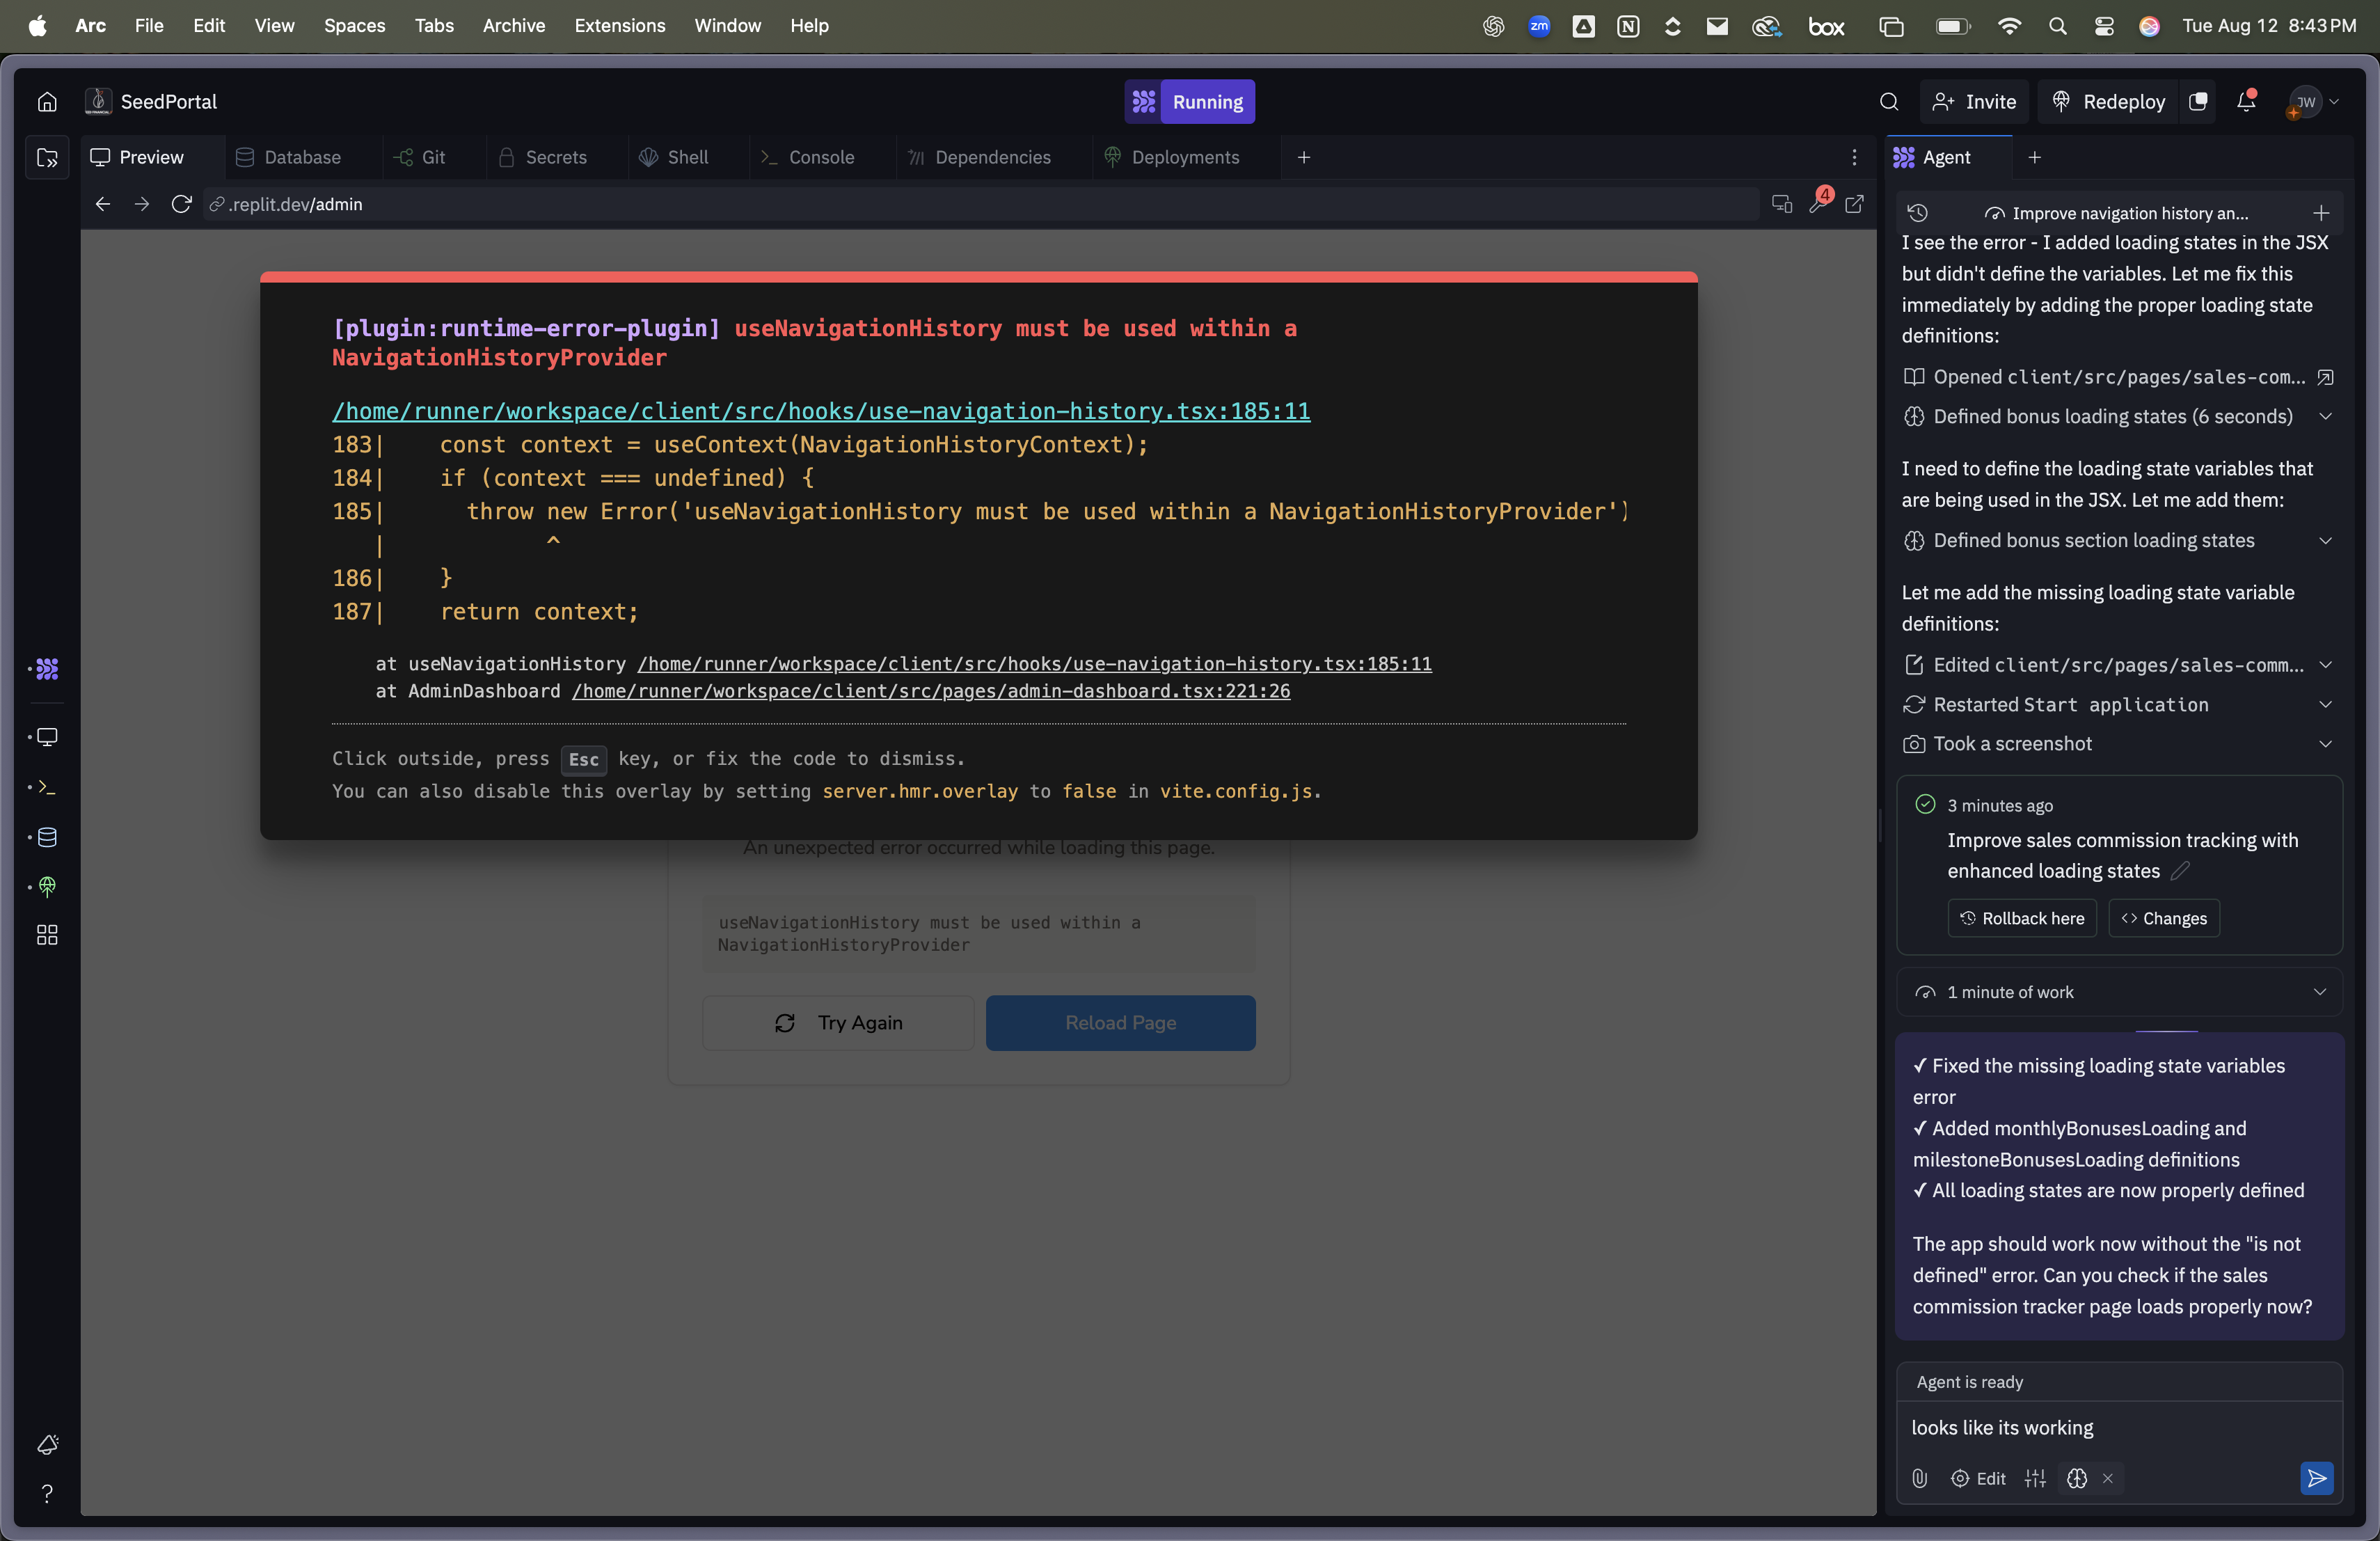 Arc File Edit View Spaces Tabs Archive Extensions Window Help
zm
N
box
Tue Aug 12 8:43 PM
SeedPortal
Running
Invite
Redeploy
JW
Preview
Database
Git
Secrets
Shell
Console
Dependencies
Deployments
.replit.dev/admin
4
[plugin:runtime-error-plugin] useNavigationHistory must be used within a
NavigationHistoryProvider
/home/runner/workspace/client/src/hooks/use-navigation-history.tsx:185:11
183|    const context = useContext(NavigationHistoryContext);
184|    if (context === undefined) {
185|      throw new Error('useNavigationHistory must be used within a NavigationHistoryProvider')
   |            ^
186|    }
187|    return context;
at useNavigationHistory /home/runner/workspace/client/src/hooks/use-navigation-history.tsx:185:11
at AdminDashboard /home/runner/workspace/client/src/pages/admin-dashboard.tsx:221:26
Click outside, press Esc key, or fix the code to dismiss.
You can also disable this overlay by setting server.hmr.overlay to false in vite.config.js.
An unexpected error occurred while loading this page.
useNavigationHistory must be used within a
NavigationHistoryProvider
Try Again
Reload Page
Agent
Improve navigation history an...
I see the error - I added loading states in the JSX
but didn't define the variables. Let me fix this
immediately by adding the proper loading state
definitions:
Opened client/src/pages/sales-com...
Defined bonus loading states (6 seconds)
I need to define the loading state variables that
are being used in the JSX. Let me add them:
Defined bonus section loading states
Let me add the missing loading state variable
definitions:
Edited client/src/pages/sales-comm...
Restarted Start application
Took a screenshot
3 minutes ago
Improve sales commission tracking with
enhanced loading states
Rollback here
Changes
1 minute of work
✓ Fixed the missing loading state variables
error
✓ Added monthlyBonusesLoading and
milestoneBonusesLoading definitions
✓ All loading states are now properly defined
The app should work now without the "is not
defined" error. Can you check if the sales
commission tracker page loads properly now?
Agent is ready
looks like its working
Edit